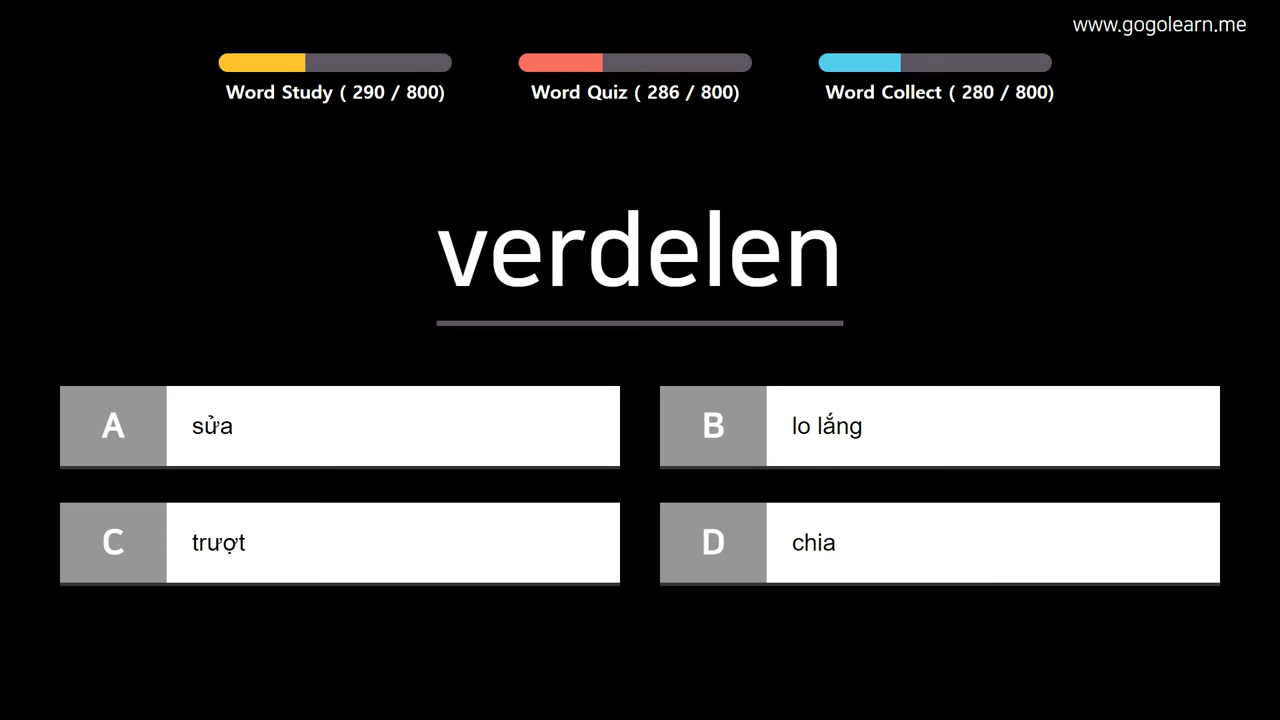 www.gogolearn.me
Word Study ( 290 / 800)
Word Quiz ( 286 / 800)
Word Collect ( 280 / 800)
verdelen
A
sửa
B
lo lắng
C
trượt
D
chia